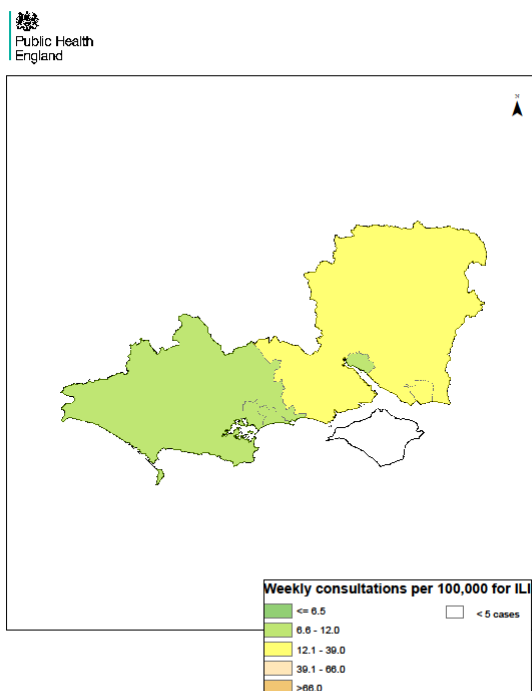 Public Health
England
N
Weekly consultations per 100,000 for ILI
<= 6.5
< 5 cases
6.6 - 12.0
12.1 - 39.0
39.1 - 66.0
>66.0